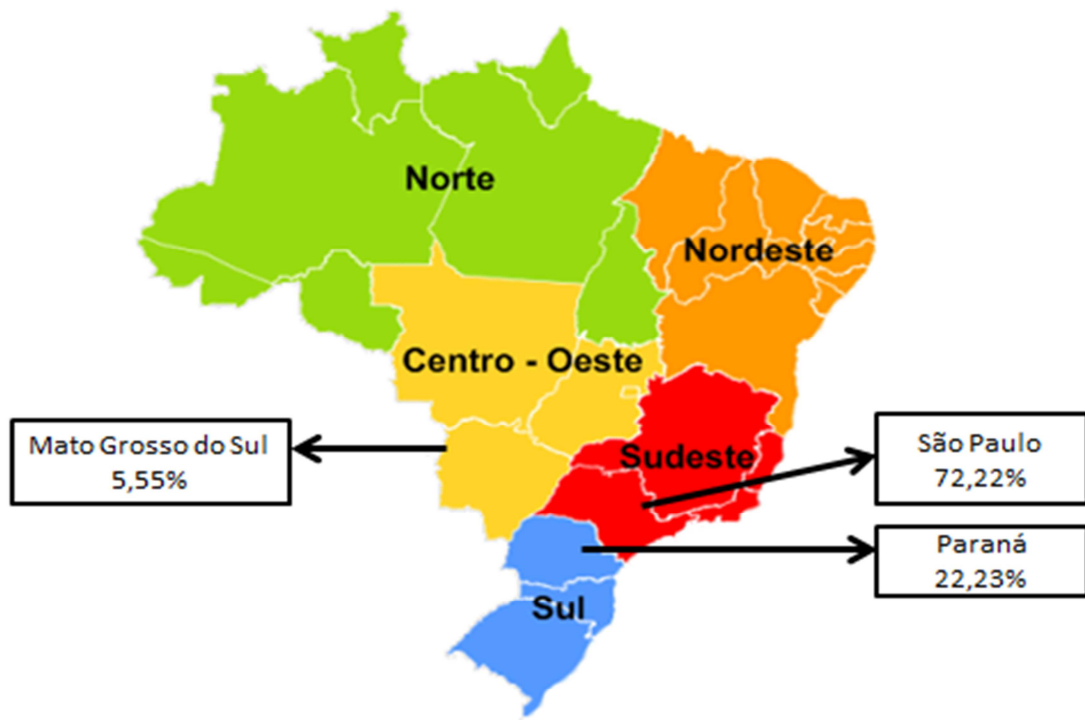 Norte
Nordeste
Centro - Oeste
Mato Grosso do Sul
5,55%
Sudeste
São Paulo
72,22%
Paraná
22,23%
Sul